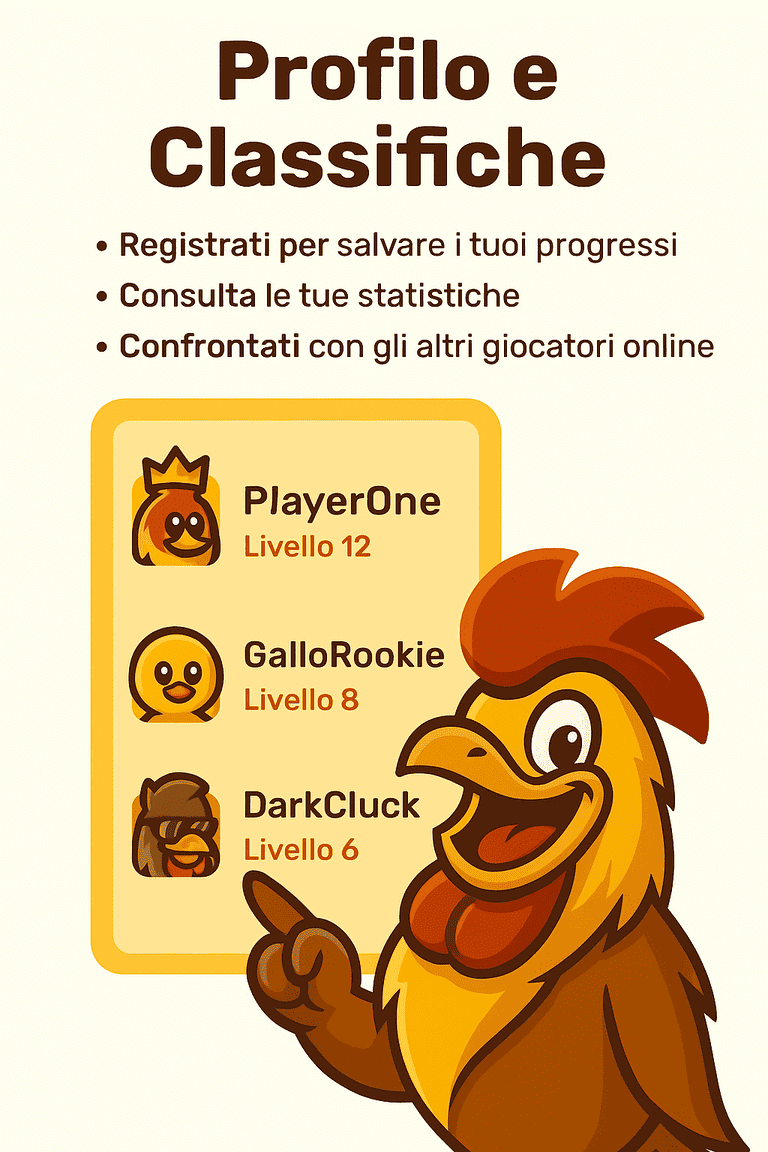 Profilo e
Classifiche
• Registrati per salvare i tuoi progressi
• Consulta le tue statistiche
• Confrontati con gli altri giocatori online
PlayerOne
Livello 12
GalloRookie
Livello 8
DarkCluck
Livello 6